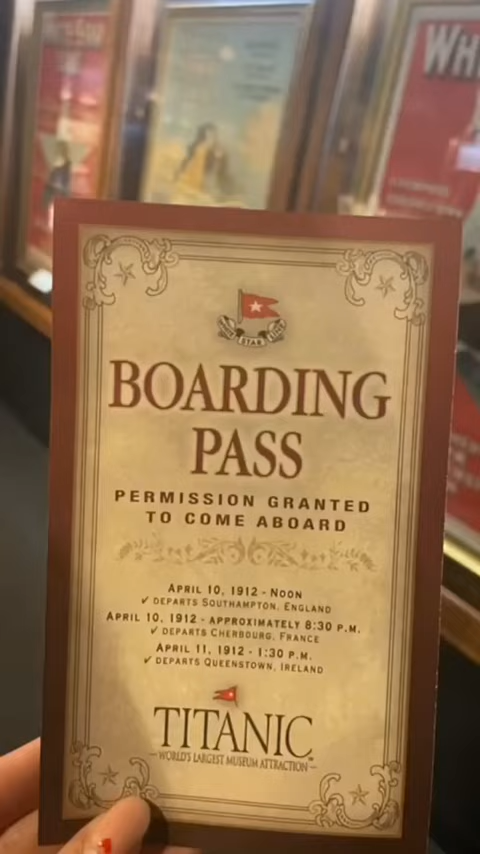 WH
WHITE STAR LINE
BOARDING
PASS
PERMISSION GRANTED
TO COME ABOARD
APRIL 10, 1912 - NOON
✓ DEPARTS SOUTHAMPTON, ENGLAND
APRIL 10, 1912 - APPROXIMATELY 8:30 P.M.
✓ DEPARTS CHERBOURG, FRANCE
APRIL 11, 1912 - 1:30 P.M.
✓ DEPARTS QUEENSTOWN, IRELAND
TITANIC
— WORLD'S LARGEST MUSEUM ATTRACTION —